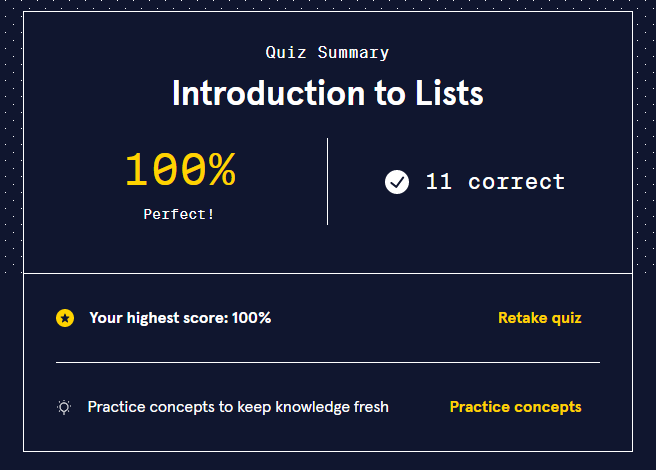 Quiz Summary
Introduction to Lists
100%
Perfect!
11 correct
Your highest score: 100%
Retake quiz
Practice concepts to keep knowledge fresh
Practice concepts